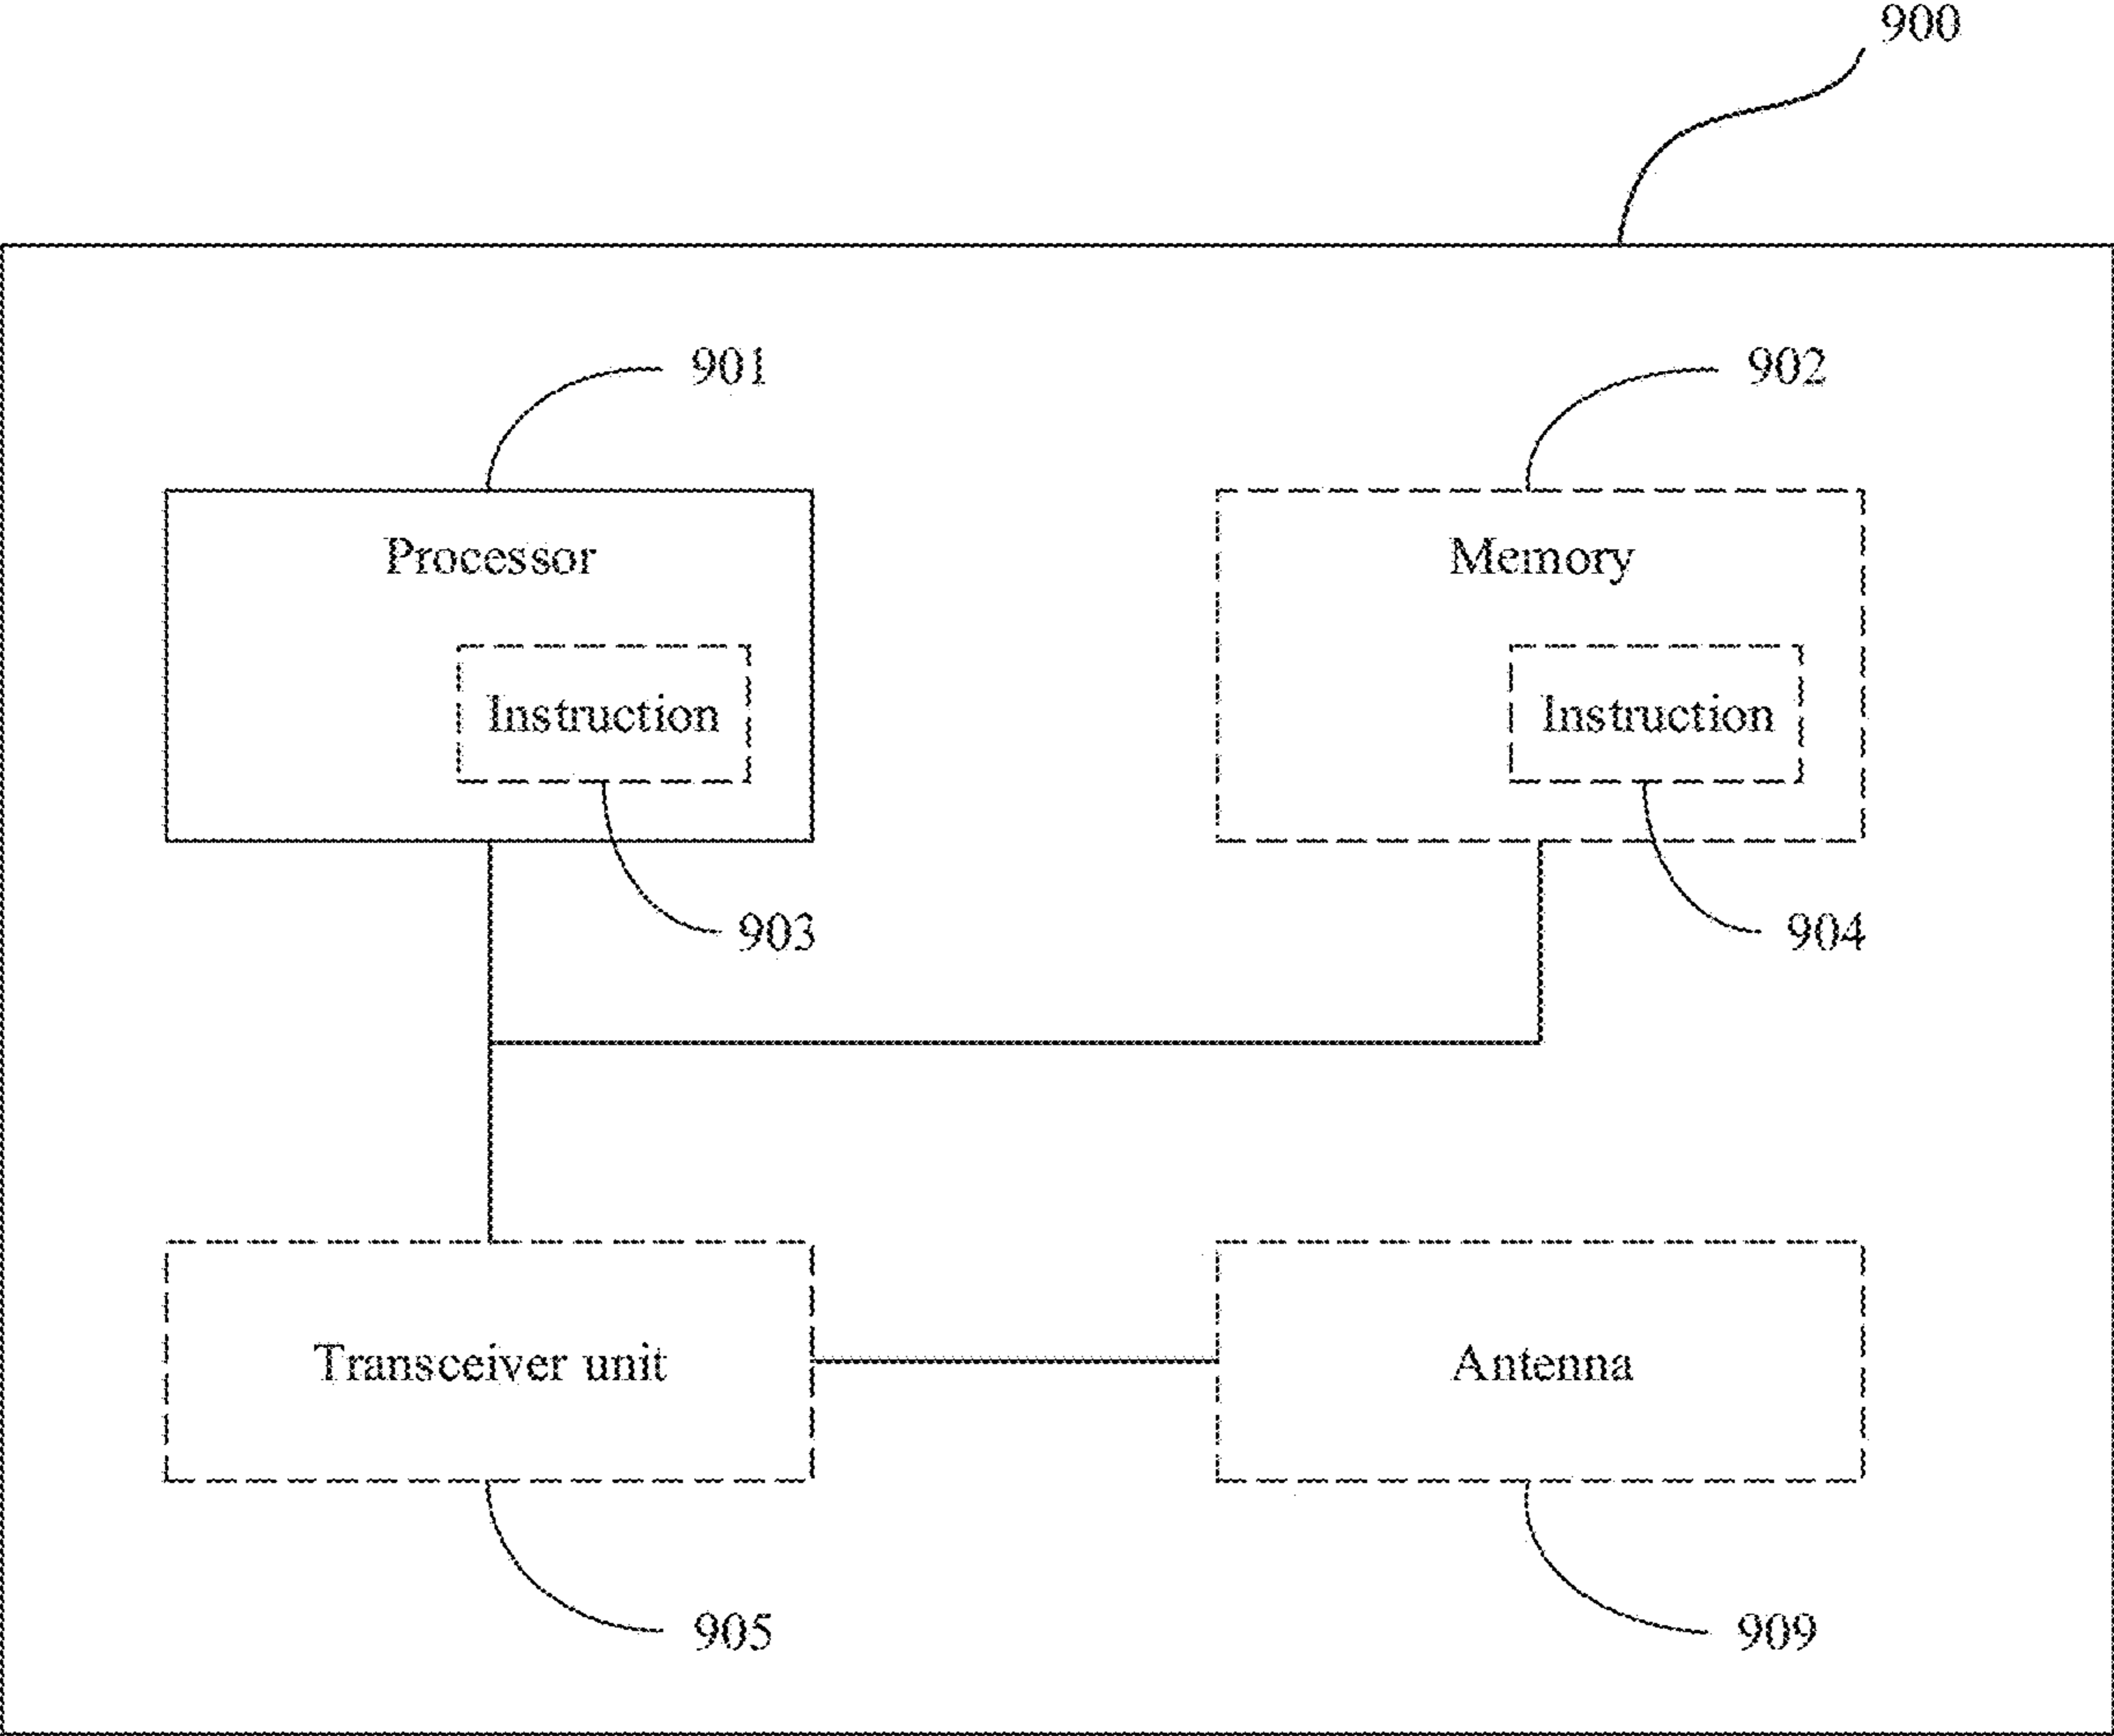 900
901
902
Processor
Memory
Instruction
Instruction
903
904
Transceiver unit
Antenna
905
909